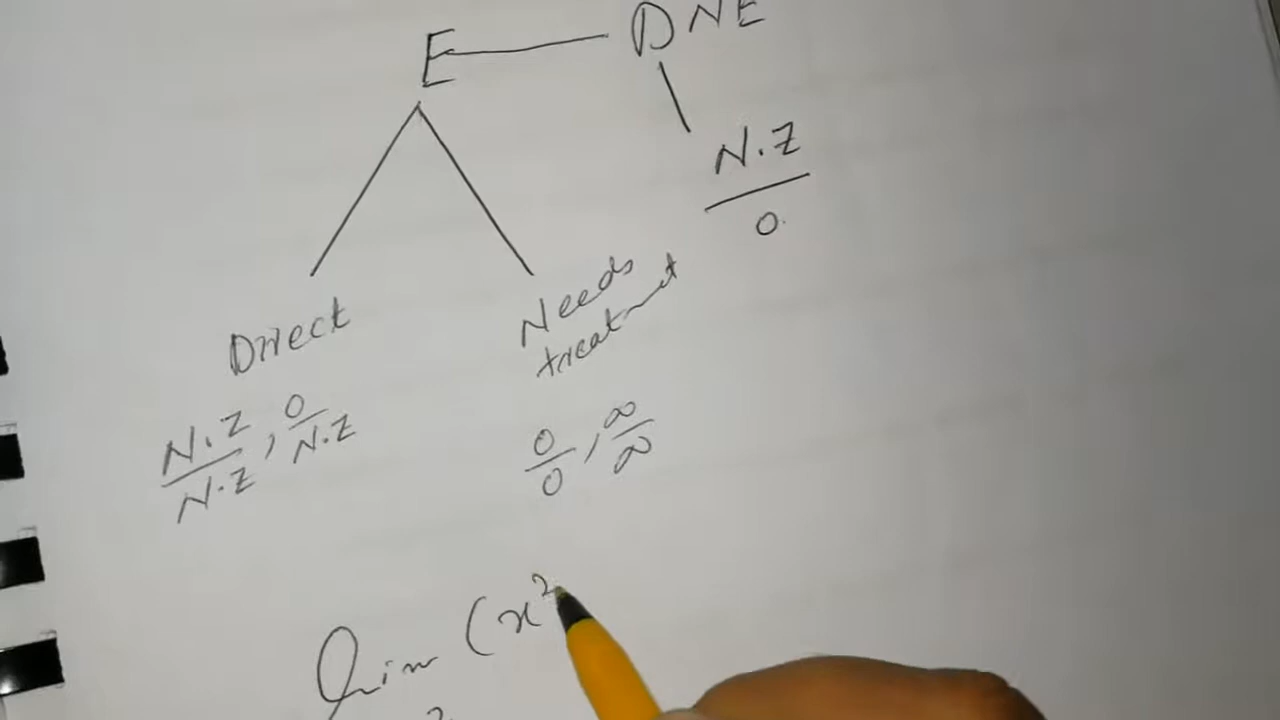 E — DNE
N.Z / 0
Direct
Needs treatment
N.Z / N.Z , 0 / N.Z
0 / 0 , ∞ / ∞
lim (x²